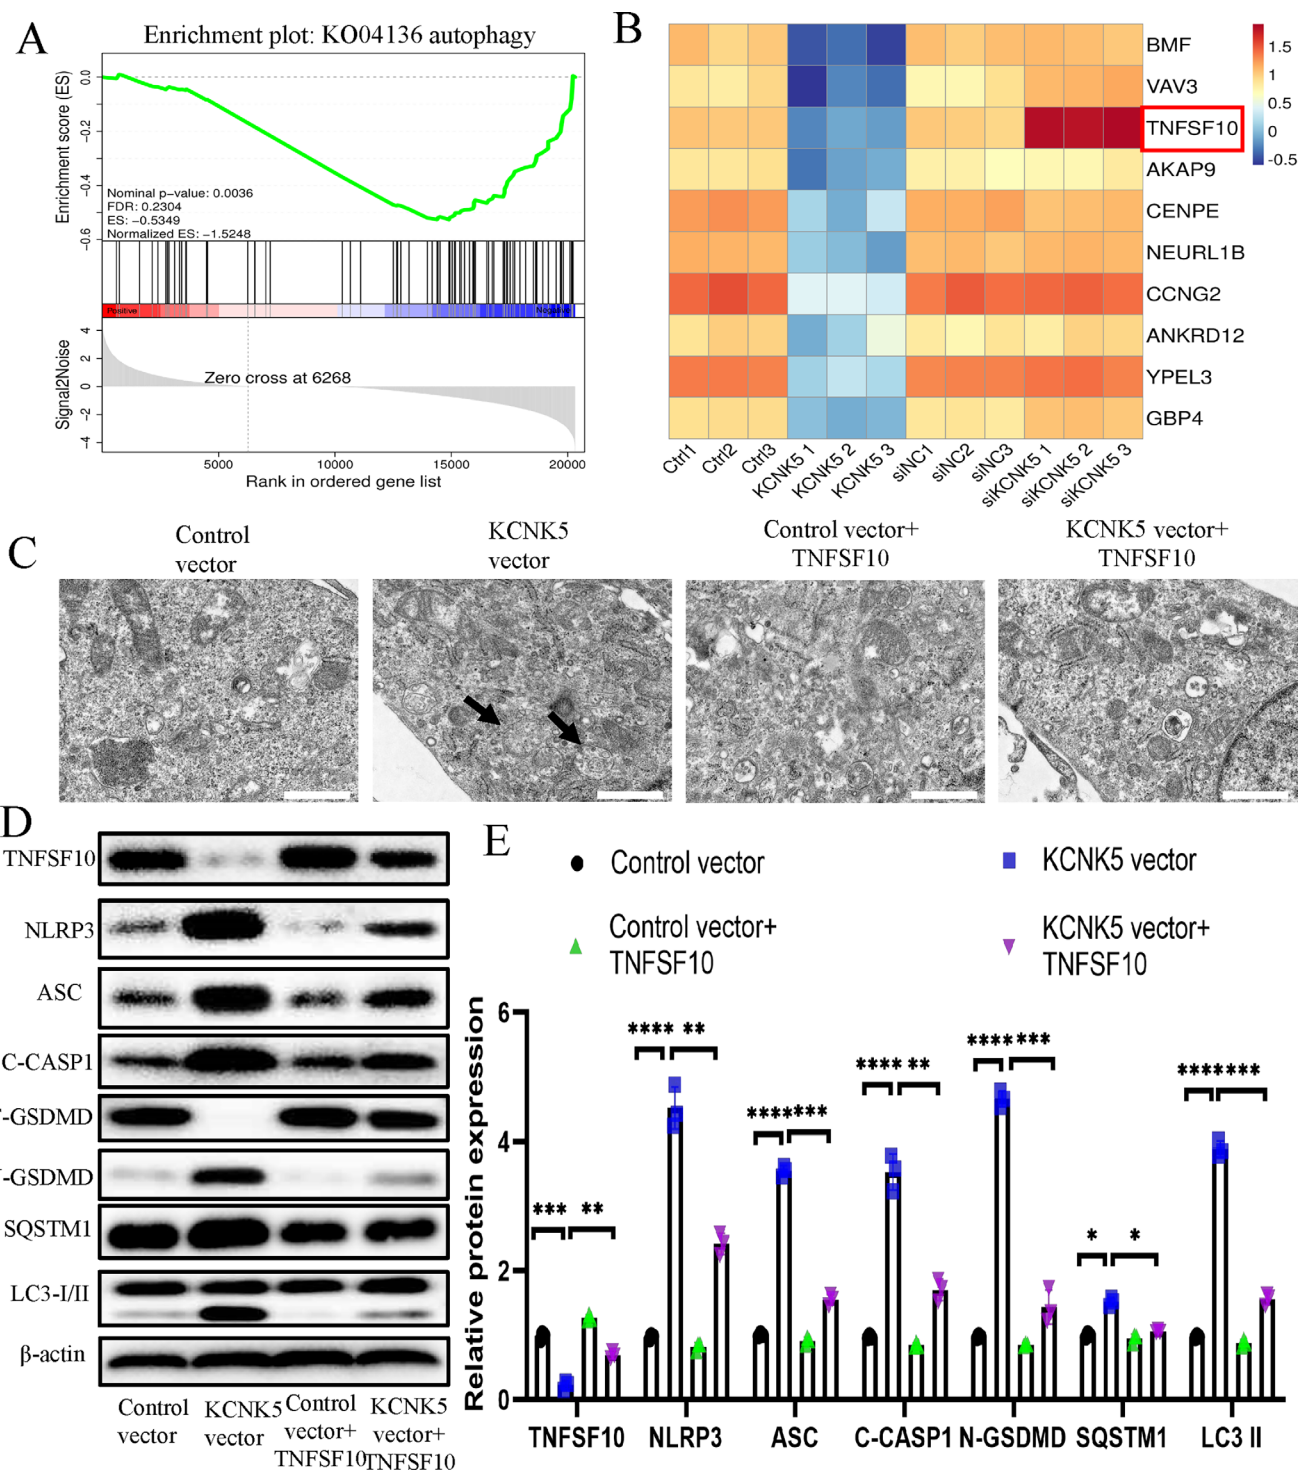 A
Enrichment plot: KO04136 autophagy
Enrichment score (ES)
0.0
-0.2
-0.4
-0.6
Nominal p-value: 0.0036
FDR: 0.2304
ES: -0.5349
Normalized ES: -1.5248
Positive
Negative
Signal2Noise
4
2
0
-2
-4
Zero cross at 6268
5000
10000
15000
20000
Rank in ordered gene list
B
BMF
VAV3
TNFSF10
AKAP9
CENPE
NEURL1B
CCNG2
ANKRD12
YPEL3
GBP4
1.5
1
0.5
0
-0.5
Ctrl1
Ctrl2
Ctrl3
KCNK5 1
KCNK5 2
KCNK5 3
siNC1
siNC2
siNC3
siKCNK5 1
siKCNK5 2
siKCNK5 3
C
Control
vector
KCNK5
vector
Control vector+
TNFSF10
KCNK5 vector+
TNFSF10
D
TNFSF10
NLRP3
ASC
C-CASP1
-GSDMD
-GSDMD
SQSTM1
LC3-I/II
β-actin
Control
vector
KCNK5
vector
Control
vector+
TNFSF10
KCNK5
vector+
TNFSF10
E
Control vector
KCNK5 vector
Control vector+
TNFSF10
KCNK5 vector+
TNFSF10
Relative protein expression
6
4
2
0
*** **
**** **
**** ***
**** **
**** ***
* *
**** ***
TNFSF10
NLRP3
ASC
C-CASP1
N-GSDMD
SQSTM1
LC3 II